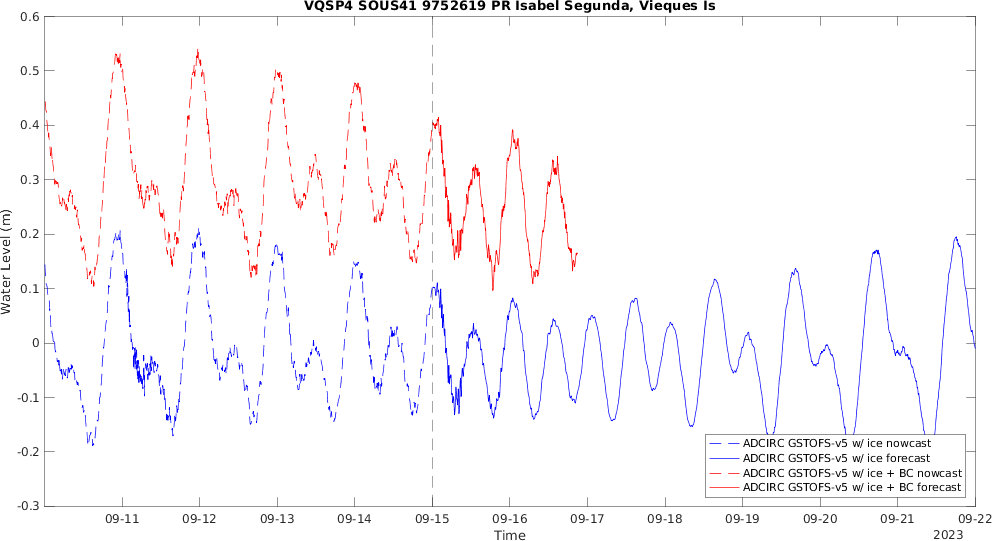 VQSP4 SOUS41 9752619 PR Isabel Segunda, Vieques Is
Water Level (m)
0.6
0.5
0.4
0.3
0.2
0.1
0
-0.1
-0.2
-0.3
ADCIRC GSTOFS-v5 w/ ice nowcast
ADCIRC GSTOFS-v5 w/ ice forecast
ADCIRC GSTOFS-v5 w/ ice + BC nowcast
ADCIRC GSTOFS-v5 w/ ice + BC forecast
09-11 09-12 09-13 09-14 09-15 09-16 09-17 09-18 09-19 09-20 09-21 09-22
Time
2023